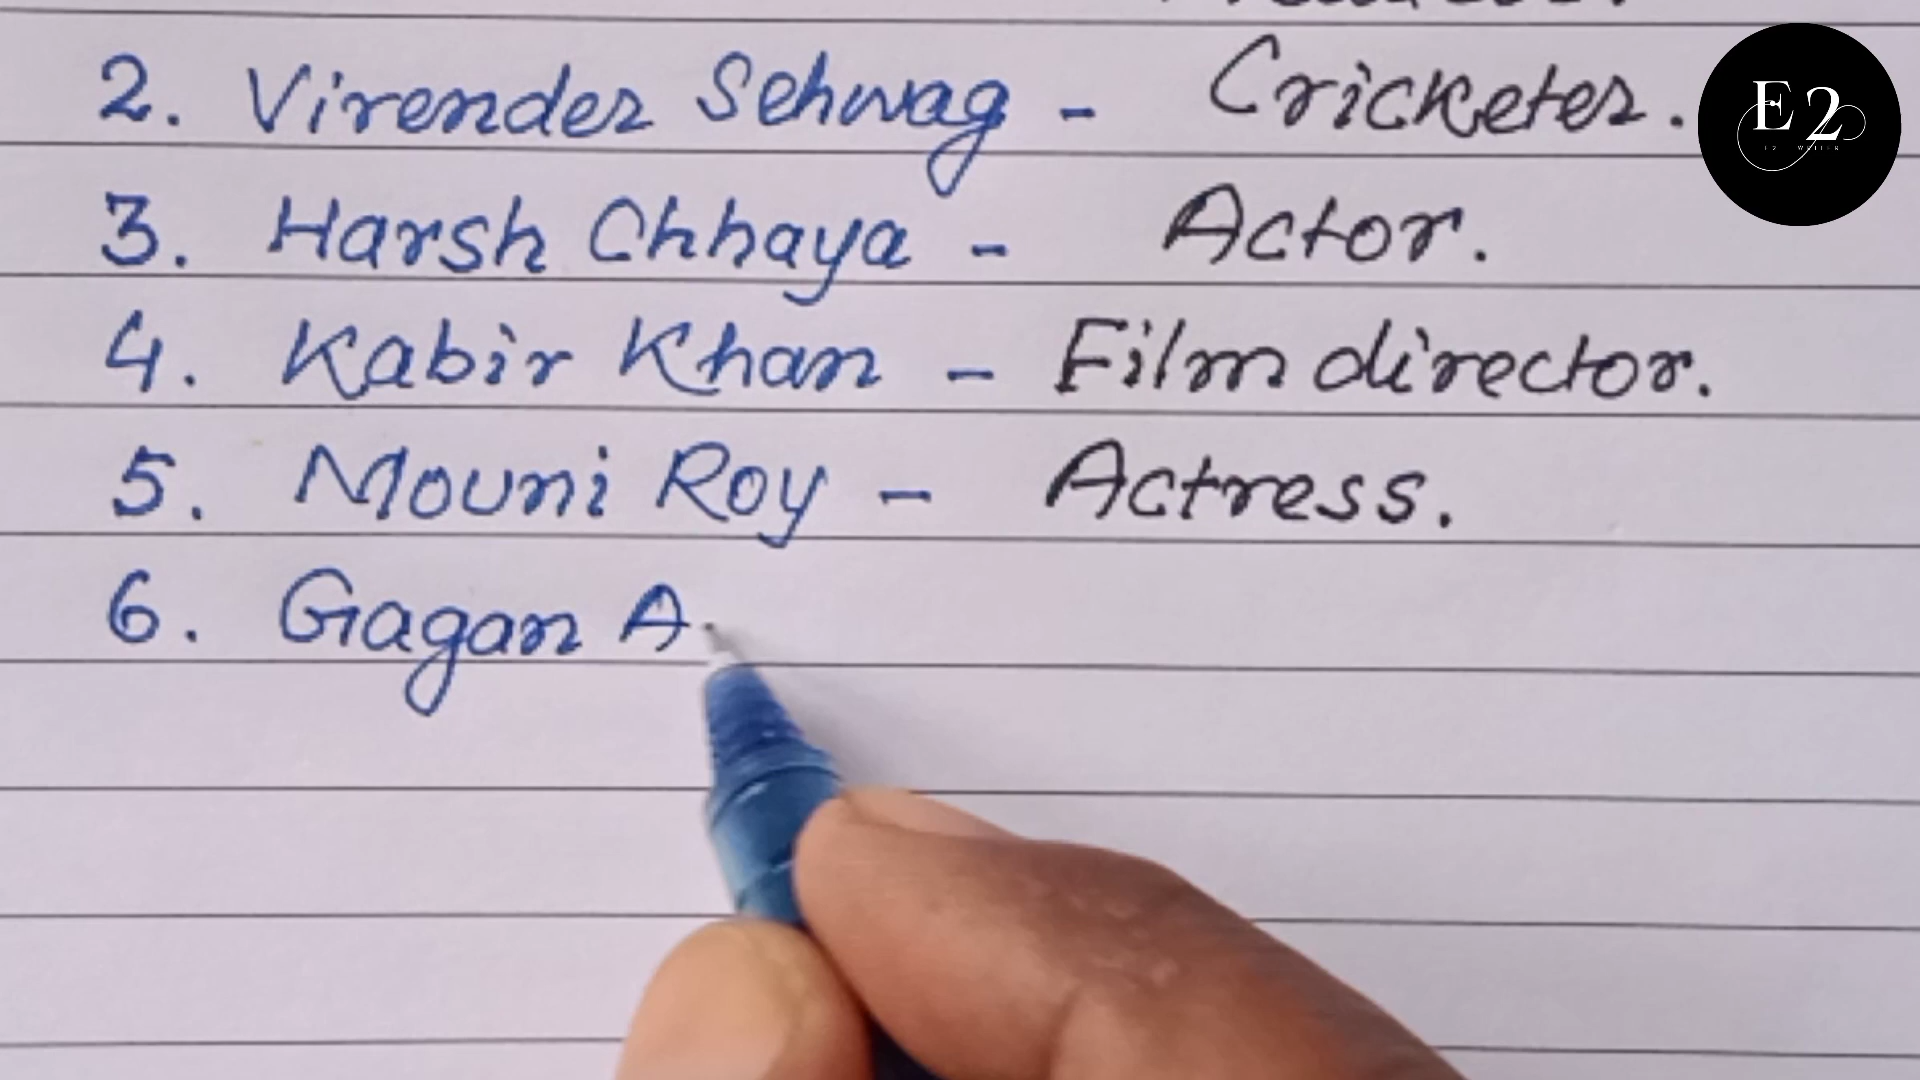 2. Virender Sehwag - Cricketer.
3. Harsh Chhaya - Actor.
4. Kabir Khan - Film director.
5. Mouni Roy - Actress.
6. Gagan A
E2